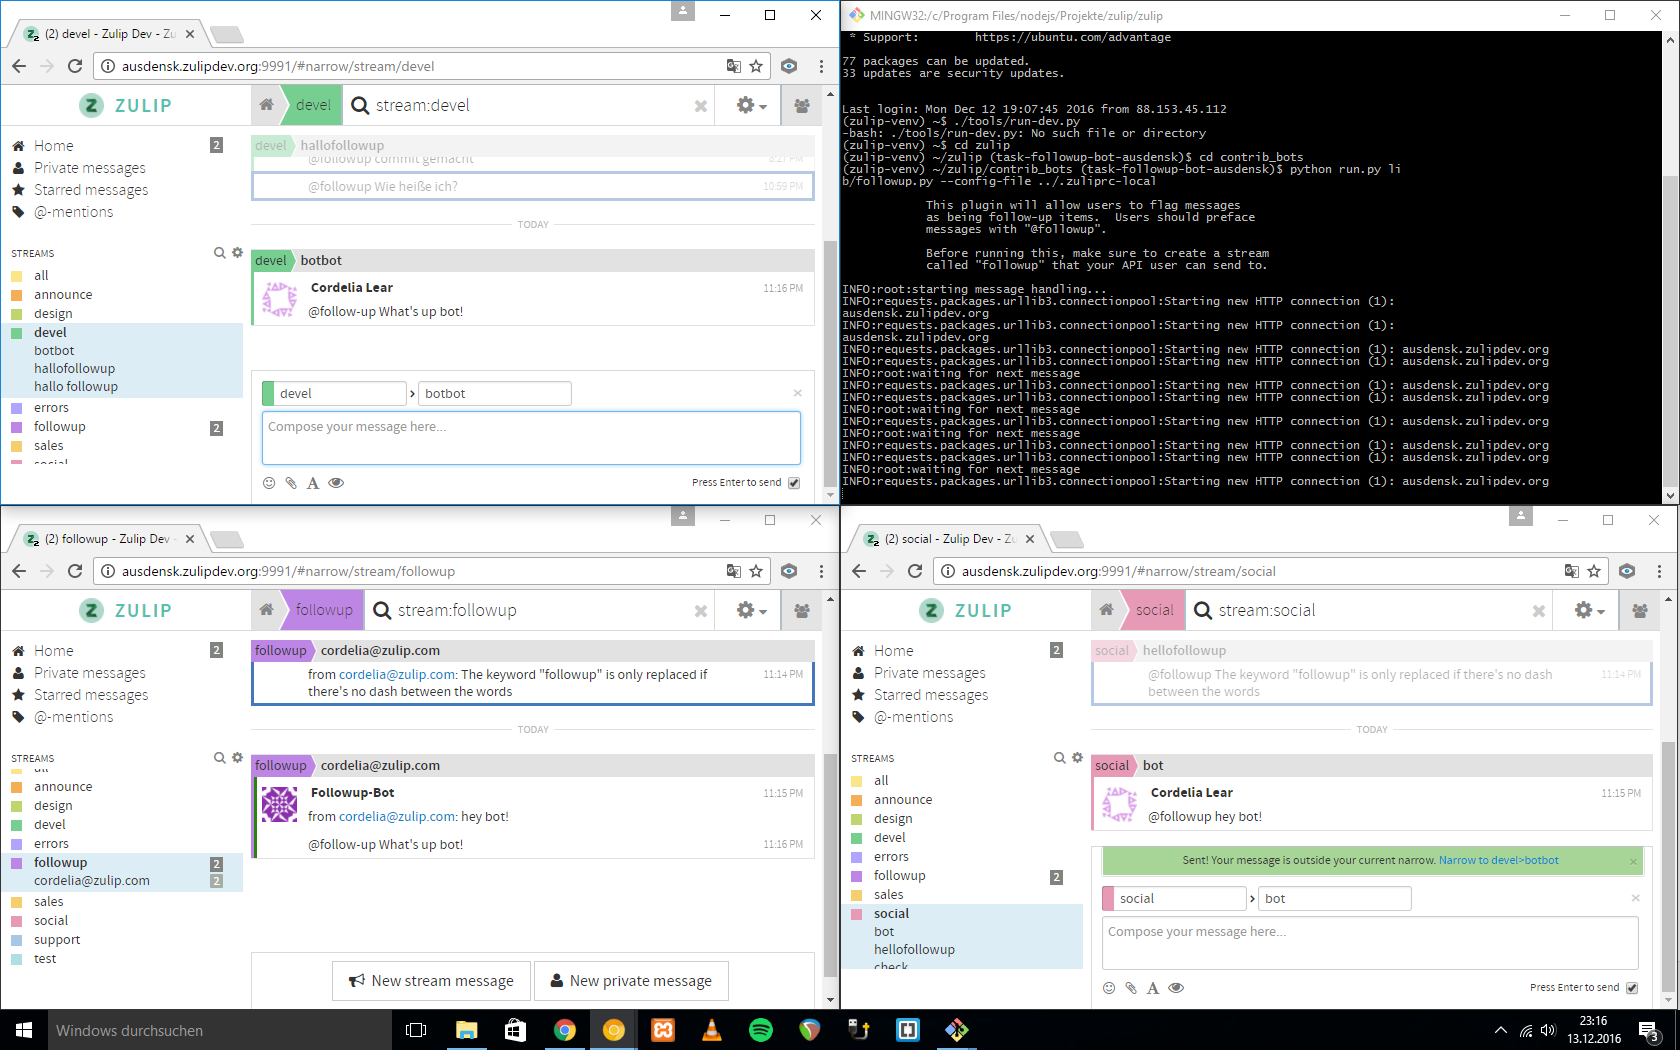 (2) devel - Zulip Dev - Zu
ausdensk.zulipdev.org:9991/#narrow/stream/devel
ZULIP
devel
stream:devel
Home 2
Private messages
Starred messages
@-mentions
STREAMS
all
announce
design
devel
botbot
hallofollowup
hallo followup
errors
followup 2
sales
social
devel hallofollowup
@followup commit gemacht 8:27 PM
@followup Wie heiße ich? 10:59 PM
TODAY
devel botbot
Cordelia Lear 11:16 PM
@follow-up What's up bot!
devel › botbot
Compose your message here...
Press Enter to send
MINGW32:/c/Program Files/nodejs/Projekte/zulip/zulip
* Support: https://ubuntu.com/advantage
77 packages can be updated.
33 updates are security updates.
Last login: Mon Dec 12 19:07:45 2016 from 88.153.45.112
(zulip-venv) ~$ ./tools/run-dev.py
-bash: ./tools/run-dev.py: No such file or directory
(zulip-venv) ~$ cd zulip
(zulip-venv) ~/zulip (task-followup-bot-ausdensk)$ cd contrib_bots
(zulip-venv) ~/zulip/contrib_bots (task-followup-bot-ausdensk)$ python run.py li
b/followup.py --config-file ../.zuliprc-local
This plugin will allow users to flag messages
as being follow-up items. Users should preface
messages with "@followup".
Before running this, make sure to create a stream
called "followup" that your API user can send to.
INFO:root:starting message handling...
INFO:requests.packages.urllib3.connectionpool:Starting new HTTP connection (1):
ausdensk.zulipdev.org
INFO:requests.packages.urllib3.connectionpool:Starting new HTTP connection (1):
ausdensk.zulipdev.org
INFO:requests.packages.urllib3.connectionpool:Starting new HTTP connection (1): ausdensk.zulipdev.org
INFO:requests.packages.urllib3.connectionpool:Starting new HTTP connection (1): ausdensk.zulipdev.org
INFO:root:waiting for next message
INFO:requests.packages.urllib3.connectionpool:Starting new HTTP connection (1): ausdensk.zulipdev.org
INFO:requests.packages.urllib3.connectionpool:Starting new HTTP connection (1): ausdensk.zulipdev.org
INFO:root:waiting for next message
INFO:requests.packages.urllib3.connectionpool:Starting new HTTP connection (1): ausdensk.zulipdev.org
INFO:root:waiting for next message
INFO:requests.packages.urllib3.connectionpool:Starting new HTTP connection (1): ausdensk.zulipdev.org
INFO:requests.packages.urllib3.connectionpool:Starting new HTTP connection (1): ausdensk.zulipdev.org
INFO:root:waiting for next message
INFO:requests.packages.urllib3.connectionpool:Starting new HTTP connection (1): ausdensk.zulipdev.org
(2) followup - Zulip Dev -
ausdensk.zulipdev.org:9991/#narrow/stream/followup
ZULIP
followup
stream:followup
Home 2
Private messages
Starred messages
@-mentions
STREAMS
all
announce
design
devel
errors
followup 2
cordelia@zulip.com 2
sales
social
support
test
followup cordelia@zulip.com
from cordelia@zulip.com: The keyword "followup" is only replaced if 11:14 PM
there's no dash between the words
TODAY
followup cordelia@zulip.com
Followup-Bot 11:15 PM
from cordelia@zulip.com: hey bot!
@follow-up What's up bot! 11:16 PM
New stream message
New private message
(2) social - Zulip Dev - Zu
ausdensk.zulipdev.org:9991/#narrow/stream/social
ZULIP
social
stream:social
Home 2
Private messages
Starred messages
@-mentions
STREAMS
all
announce
design
devel
errors
followup 2
sales
social
bot
hellofollowup
check
social hellofollowup
@followup The keyword "followup" is only replaced if there's no dash 11:14 PM
between the words
TODAY
social bot
Cordelia Lear 11:15 PM
@followup hey bot!
Sent! Your message is outside your current narrow. Narrow to devel>botbot
social › bot
Compose your message here...
Press Enter to send
Windows durchsuchen
23:16
13.12.2016
3